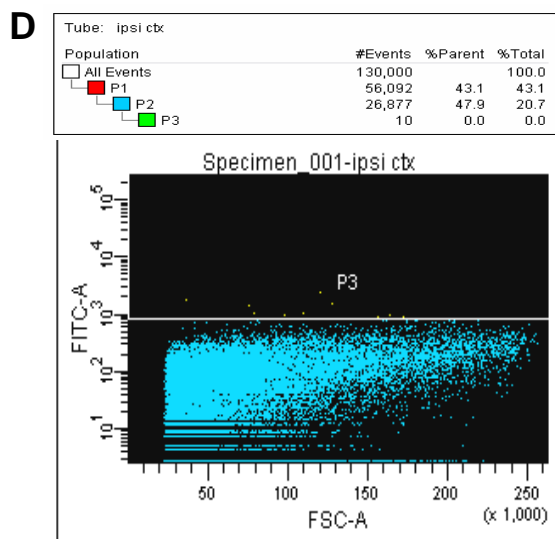 D
Tube: ipsi ctx
Population #Events %Parent %Total
All Events 130,000 100.0
P1 56,092 43.1 43.1
P2 26,877 47.9 20.7
P3 10 0.0 0.0
Specimen_001-ipsi ctx
P3
FITC-A
10^5
10^4
10^3
10^2
10^1
50 100 150 200 250
(x 1,000)
FSC-A